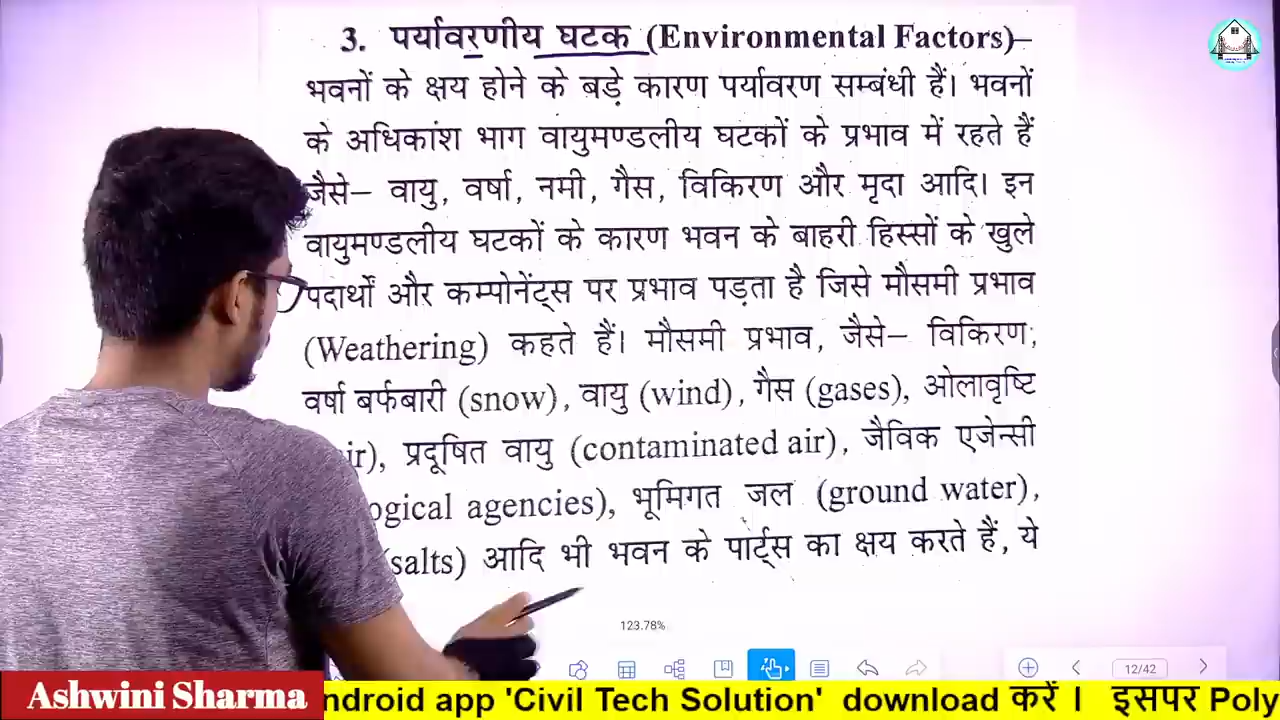 3. पर्यावरणीय घटक (Environmental Factors)–
भवनों के क्षय होने के बड़े कारण पर्यावरण सम्बंधी हैं। भवनों
के अधिकांश भाग वायुमण्डलीय घटकों के प्रभाव में रहते हैं
जैसे– वायु, वर्षा, नमी, गैस, विकिरण और मृदा आदि। इन
वायुमण्डलीय घटकों के कारण भवन के बाहरी हिस्सों के खुले
पदार्थों और कम्पोनेंट्स पर प्रभाव पड़ता है जिसे मौसमी प्रभाव
(Weathering) कहते हैं। मौसमी प्रभाव, जैसे– विकिरण;
वर्षा बर्फबारी (snow), वायु (wind), गैस (gases), ओलावृष्टि
ir), प्रदूषित वायु (contaminated air), जैविक एजेन्सी
ogical agencies), भूमिगत जल (ground water),
(salts) आदि भी भवन के पार्ट्स का क्षय करते हैं, ये
123.78%
12/42
Ashwini Sharma
ndroid app 'Civil Tech Solution' download करें । इसपर Poly